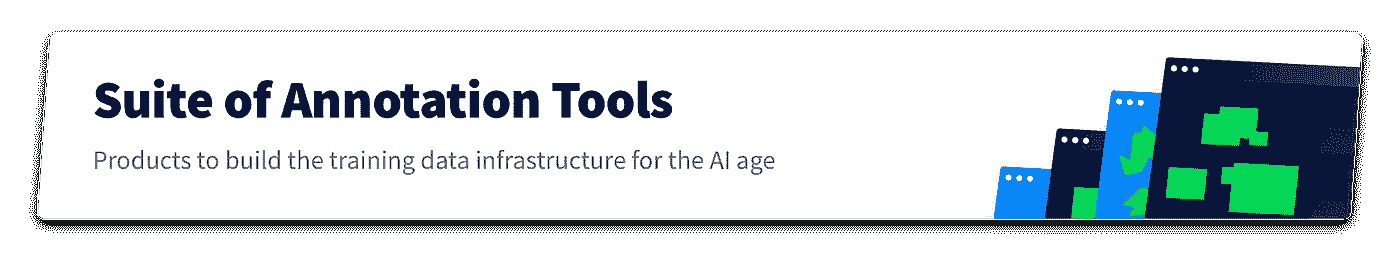 Suite of Annotation Tools
Products to build the training data infrastructure for the AI age